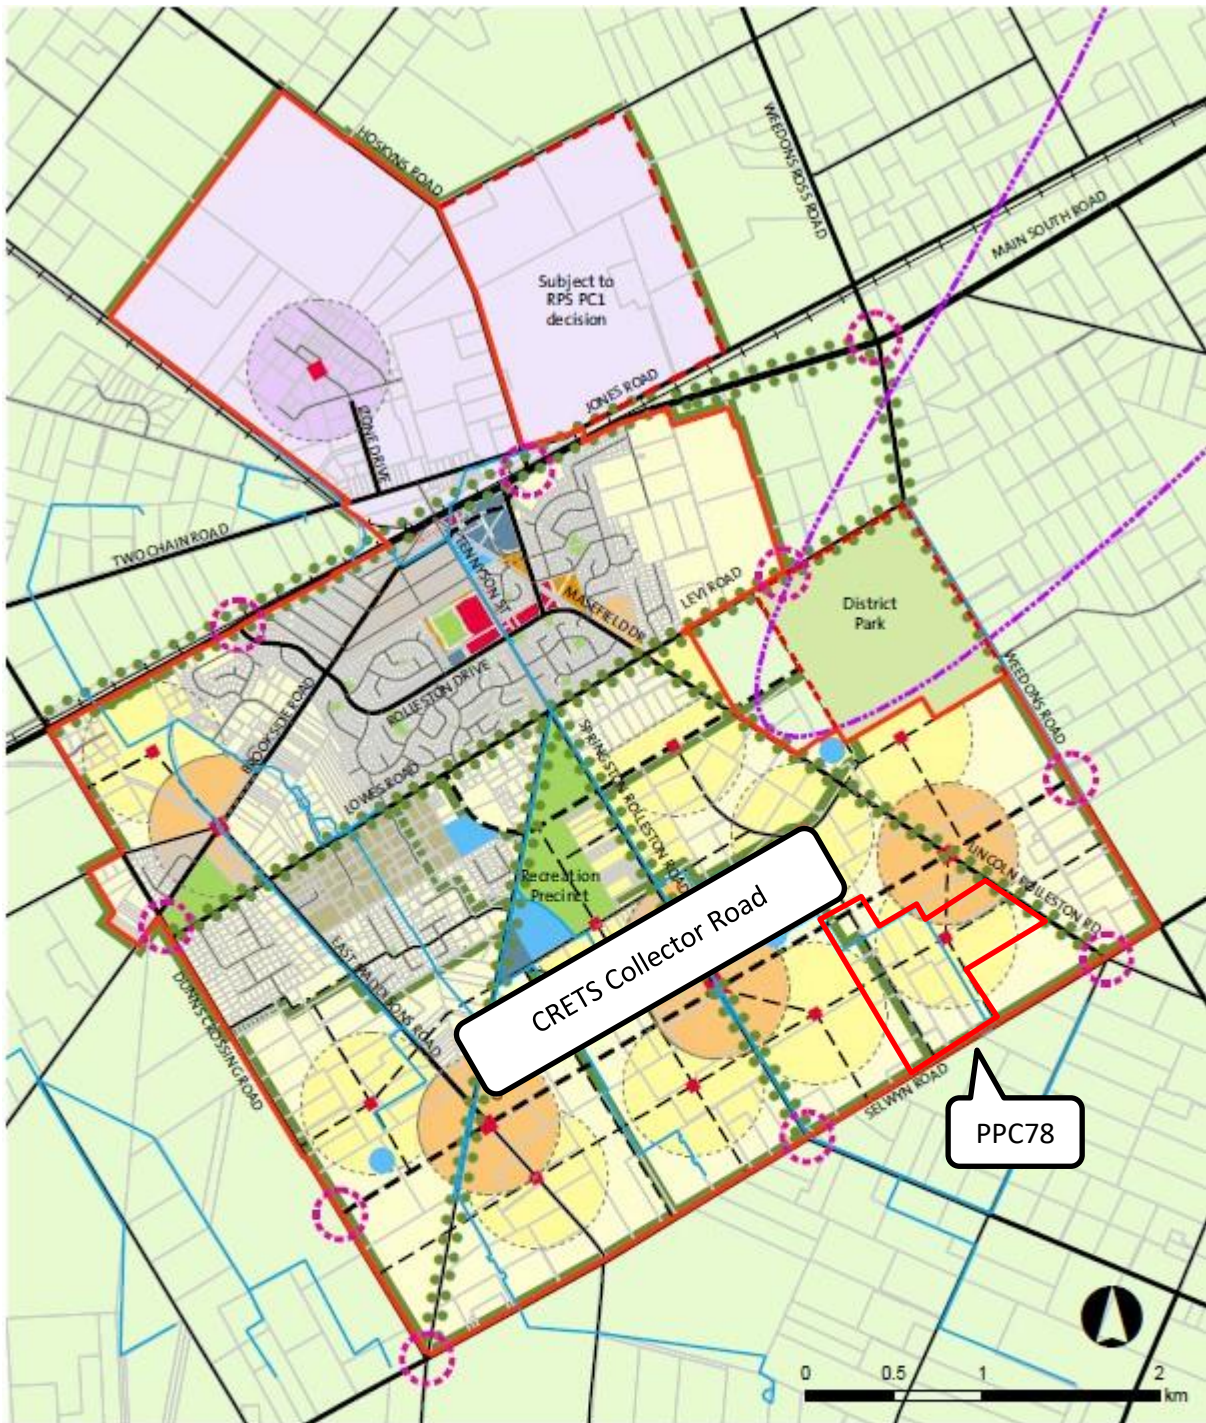 HOSKYNS ROAD
WEEDONS ROSS ROAD
MAIN SOUTH ROAD
Subject to
RPS PC1
decision
JONES ROAD
IZONE DRIVE
TWO CHAIN ROAD
TENNYSON ST
MASEFIELD DR
LEVI ROAD
District
Park
WEEDONS ROAD
ROLLESTON DRIVE
BROOKSIDE ROAD
LOWES ROAD
SPRINGSTON ROLLESTON ROAD
Recreation
Precinct
LINCOLN ROLLESTON RD
CRETS Collector Road
EAST MADDISONS ROAD
DUNNS CROSSING ROAD
SELWYN ROAD
PPC78
0 0.5 1 2
km